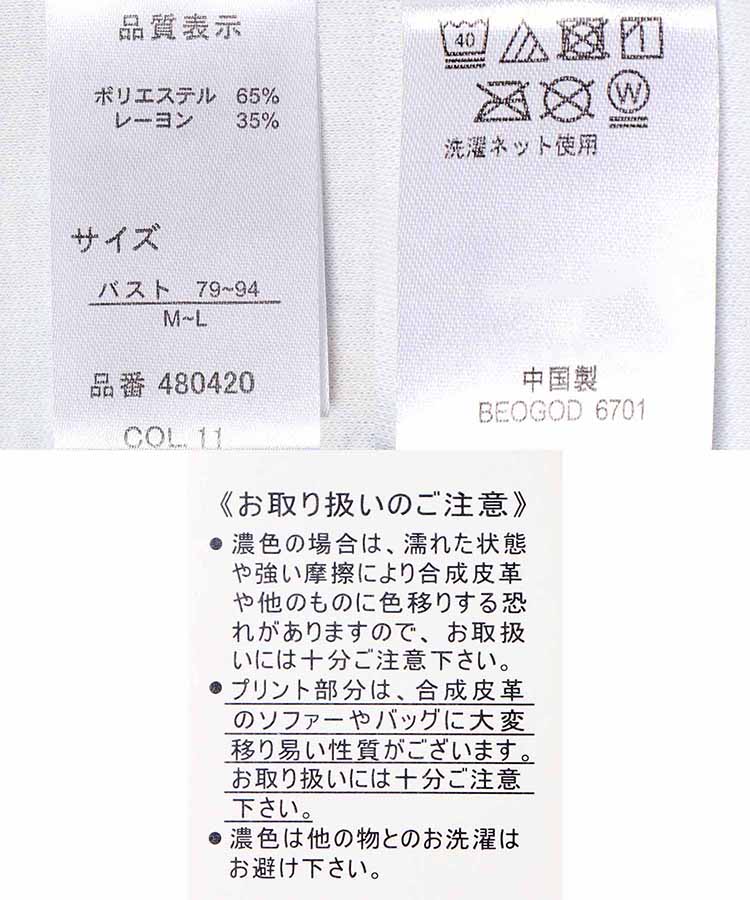 品質表示
ポリエステル 65%
レーヨン 35%
サイズ
バスト 79~94
M~L
品番 480420
COL. 11
40
1
W
洗濯ネット使用
中国製
BEOGOD 6701
《お取り扱いのご注意》
● 濃色の場合は、濡れた状態
や強い摩擦により合成皮革
や他のものに色移りする恐
れがありますので、お取扱
いには十分ご注意下さい。
● プリント部分は、合成皮革
のソファーやバッグに大変
移り易い性質がございます。
お取り扱いには十分ご注意
下さい。
● 濃色は他の物とのお洗濯は
お避け下さい。